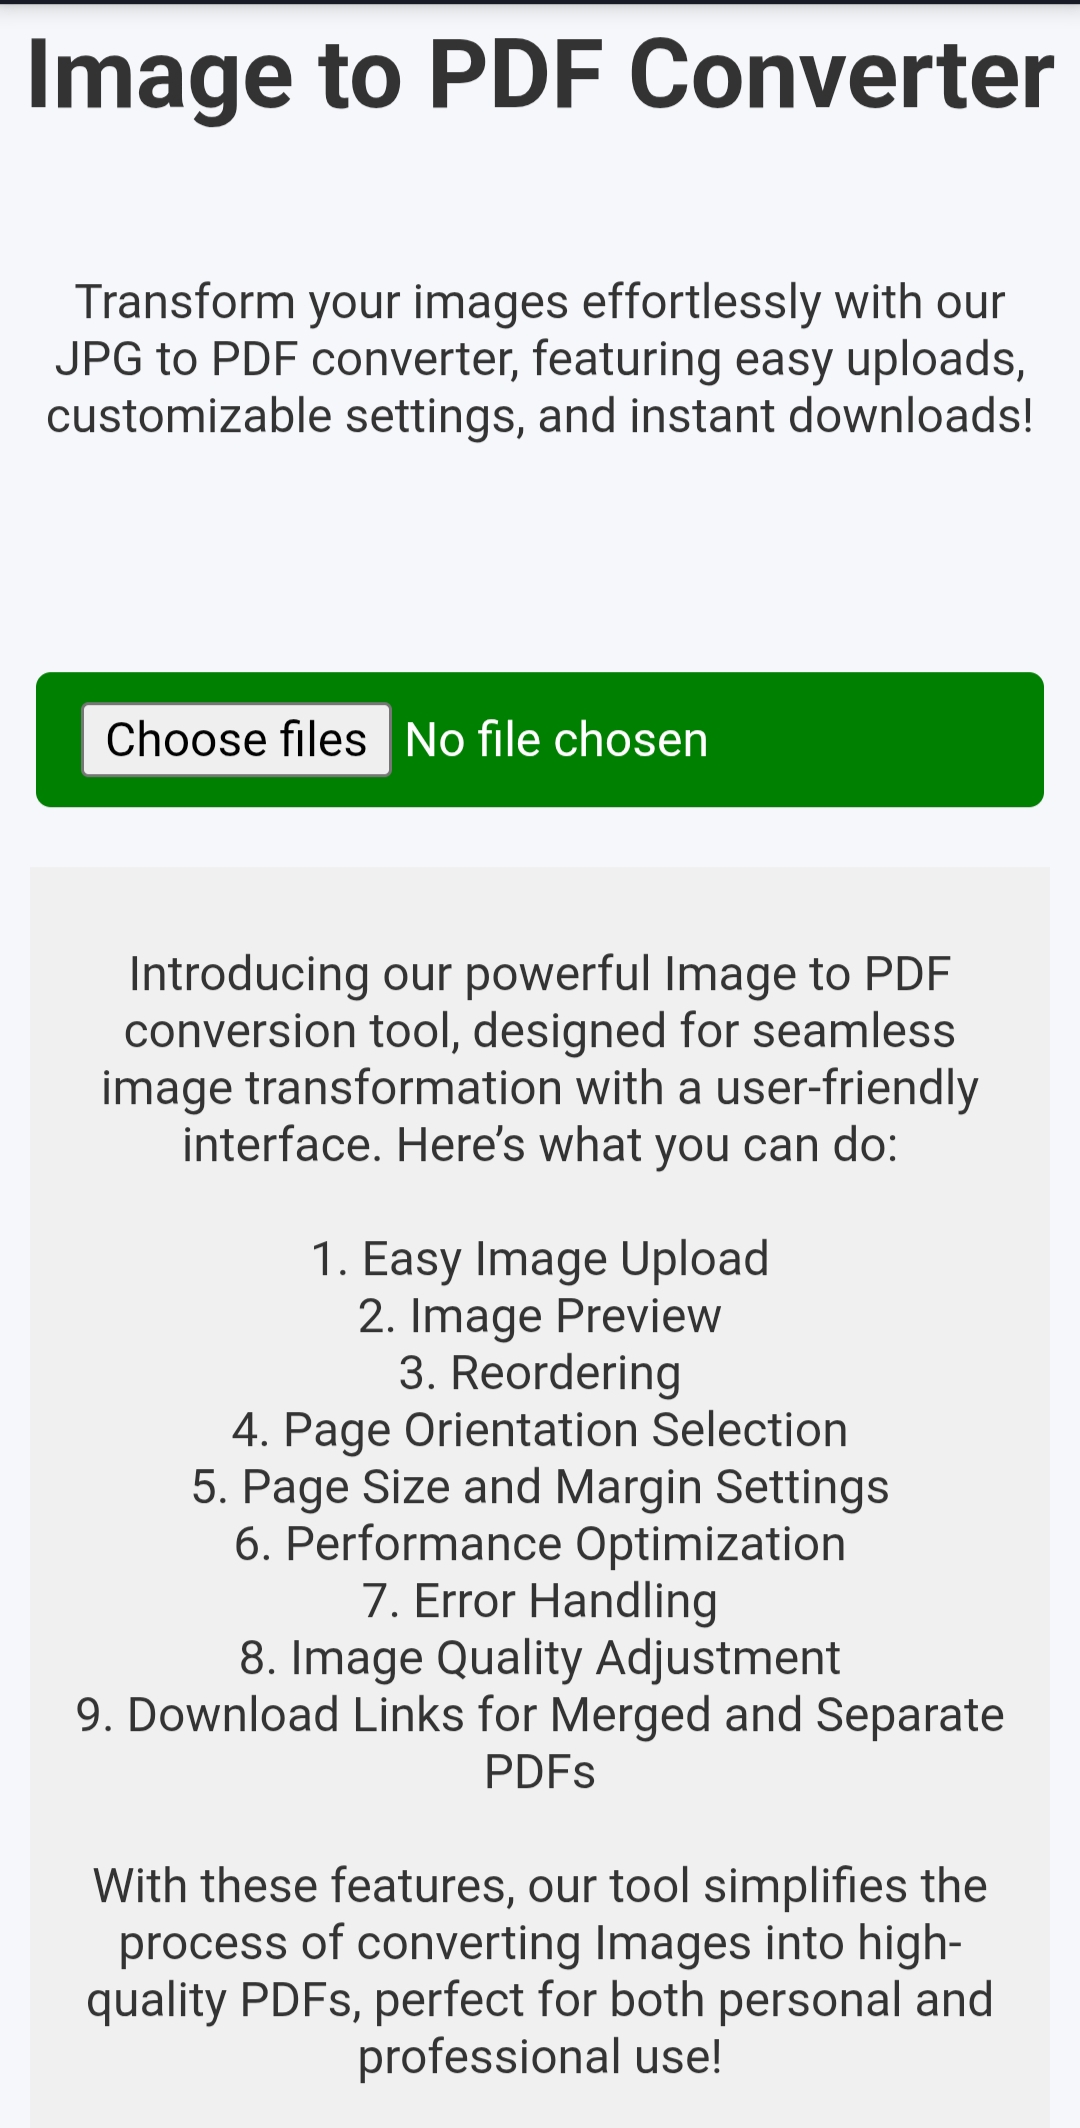 Image to PDF Converter
Transform your images effortlessly with our
JPG to PDF converter, featuring easy uploads,
customizable settings, and instant downloads!
Choose files No file chosen
Introducing our powerful Image to PDF
conversion tool, designed for seamless
image transformation with a user-friendly
interface. Here’s what you can do:
1. Easy Image Upload
2. Image Preview
3. Reordering
4. Page Orientation Selection
5. Page Size and Margin Settings
6. Performance Optimization
7. Error Handling
8. Image Quality Adjustment
9. Download Links for Merged and Separate
PDFs
With these features, our tool simplifies the
process of converting Images into high-
quality PDFs, perfect for both personal and
professional use!